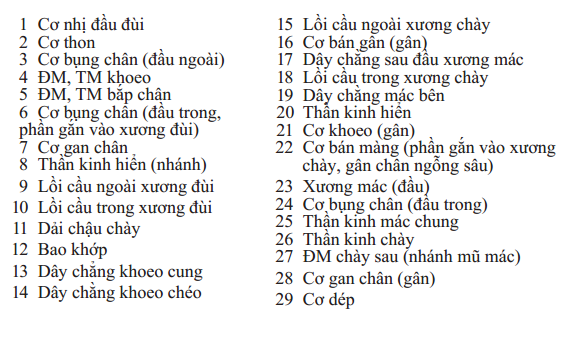 1 Cơ nhị đầu đùi
2 Cơ thon
3 Cơ bụng chân (đầu ngoài)
4 ĐM, TM khoeo
5 ĐM, TM bắp chân
6 Cơ bụng chân (đầu trong,
phần gắn vào xương đùi)
7 Cơ gan chân
8 Thần kinh hiển (nhánh)
9 Lồi cầu ngoài xương đùi
10 Lồi cầu trong xương đùi
11 Dải chậu chày
12 Bao khớp
13 Dây chằng khoeo cung
14 Dây chằng khoeo chéo
15 Lồi cầu ngoài xương chày
16 Cơ bán gân (gân)
17 Dây chằng sau đầu xương mác
18 Lồi cầu trong xương chày
19 Dây chằng mác bên
20 Thần kinh hiển
21 Cơ khoeo (gân)
22 Cơ bán màng (phần gắn vào xương
chày, gân chân ngỗng sâu)
23 Xương mác (đầu)
24 Cơ bụng chân (đầu trong)
25 Thần kinh mác chung
26 Thần kinh chày
27 ĐM chày sau (nhánh mũ mác)
28 Cơ gan chân (gân)
29 Cơ dép